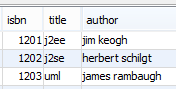 isbn title author
1201 j2ee jim keogh
1202 j2se herbert schilgt
1203 uml james rambaugh